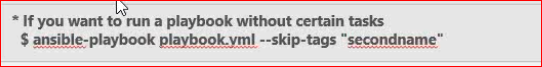 * If you want to run a playbook without certain tasks
$ ansible-playbook playbook.yml --skip-tags "secondname"